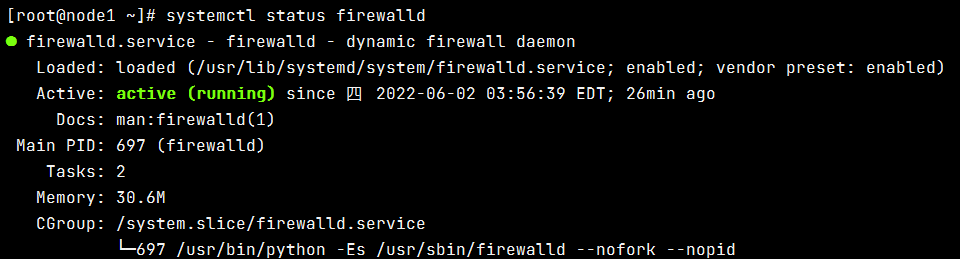 [root@node1 ~]# systemctl status firewalld
● firewalld.service - firewalld - dynamic firewall daemon
   Loaded: loaded (/usr/lib/systemd/system/firewalld.service; enabled; vendor preset: enabled)
   Active: active (running) since 四 2022-06-02 03:56:39 EDT; 26min ago
     Docs: man:firewalld(1)
 Main PID: 697 (firewalld)
    Tasks: 2
   Memory: 30.6M
   CGroup: /system.slice/firewalld.service
           └─697 /usr/bin/python -Es /usr/sbin/firewalld --nofork --nopid